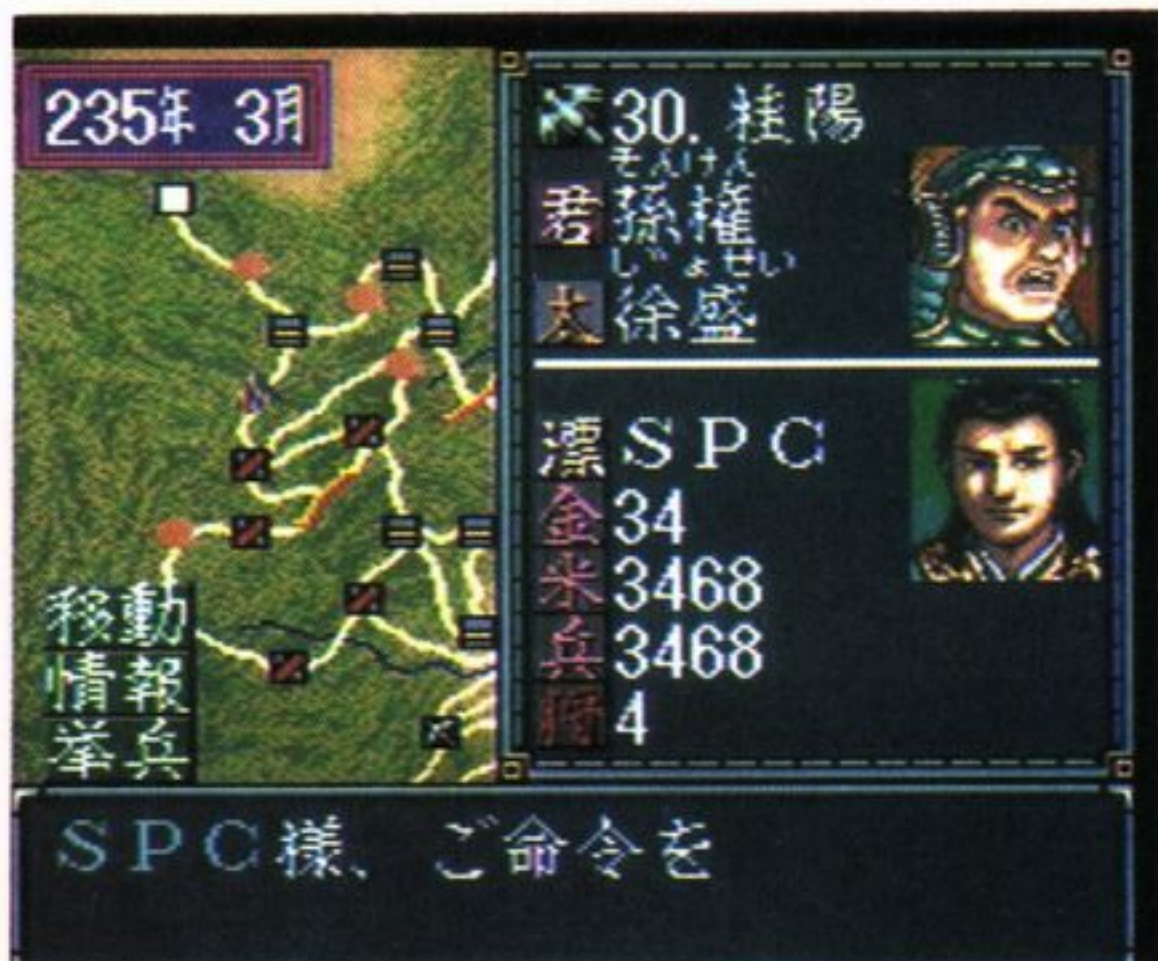 235年 3月
30. 桂陽
そんけん
君 孫権
じょせい
太 徐盛
漂 SPC
金 34
米 3468
兵 3468
将 4
移動
情報
挙兵
SPC様、ご命令を